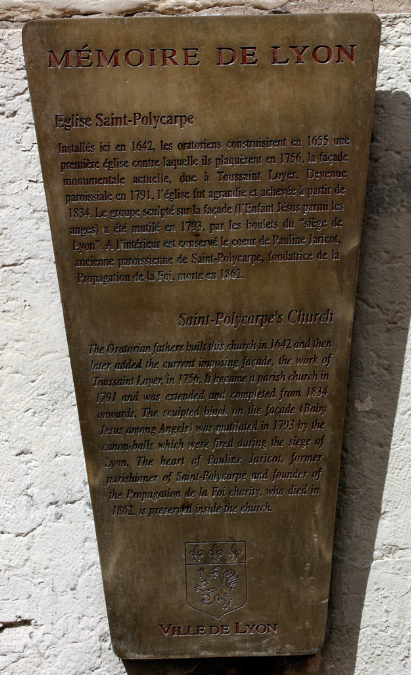 MÉMOIRE DE LYON
Eglise Saint-Polycarpe
Installés ici en 1642, les oratoriens construisirent en 1655 une
première église contre laquelle ils plaquèrent en 1756, la façade
monumentale actuelle, due à Toussaint Loyer. Devenue
paroissiale en 1791, l'église fut agrandie et achevée à partir de
1834. Le groupe sculpté sur la façade (l'Enfant Jésus parmi les
anges) a été mutilé en 1793, par les boulets du "siège de
Lyon". A l'intérieur est conservé le coeur de Pauline Jaricot,
ancienne paroissienne de Saint-Polycarpe, fondatrice de la
Propagation de la Foi, morte en 1862.
Saint-Polycarpe's Church
The Oratorian fathers built this church in 1642 and then
later added the current imposing façade, the work of
Toussaint Loyer, in 1756. It became a parish church in
1791 and was extended and completed from 1834
onwards. The sculpted block on the façade (Baby
Jesus among Angels) was mutilated in 1793 by the
canon-balls which were fired during the siege of
Lyon. The heart of Pauline Jaricot, former
parishioner of Saint-Polycarpe and founder of
the Propagation de la Foi charity, who died in
1862, is preserved inside the church.
VILLE DE LYON